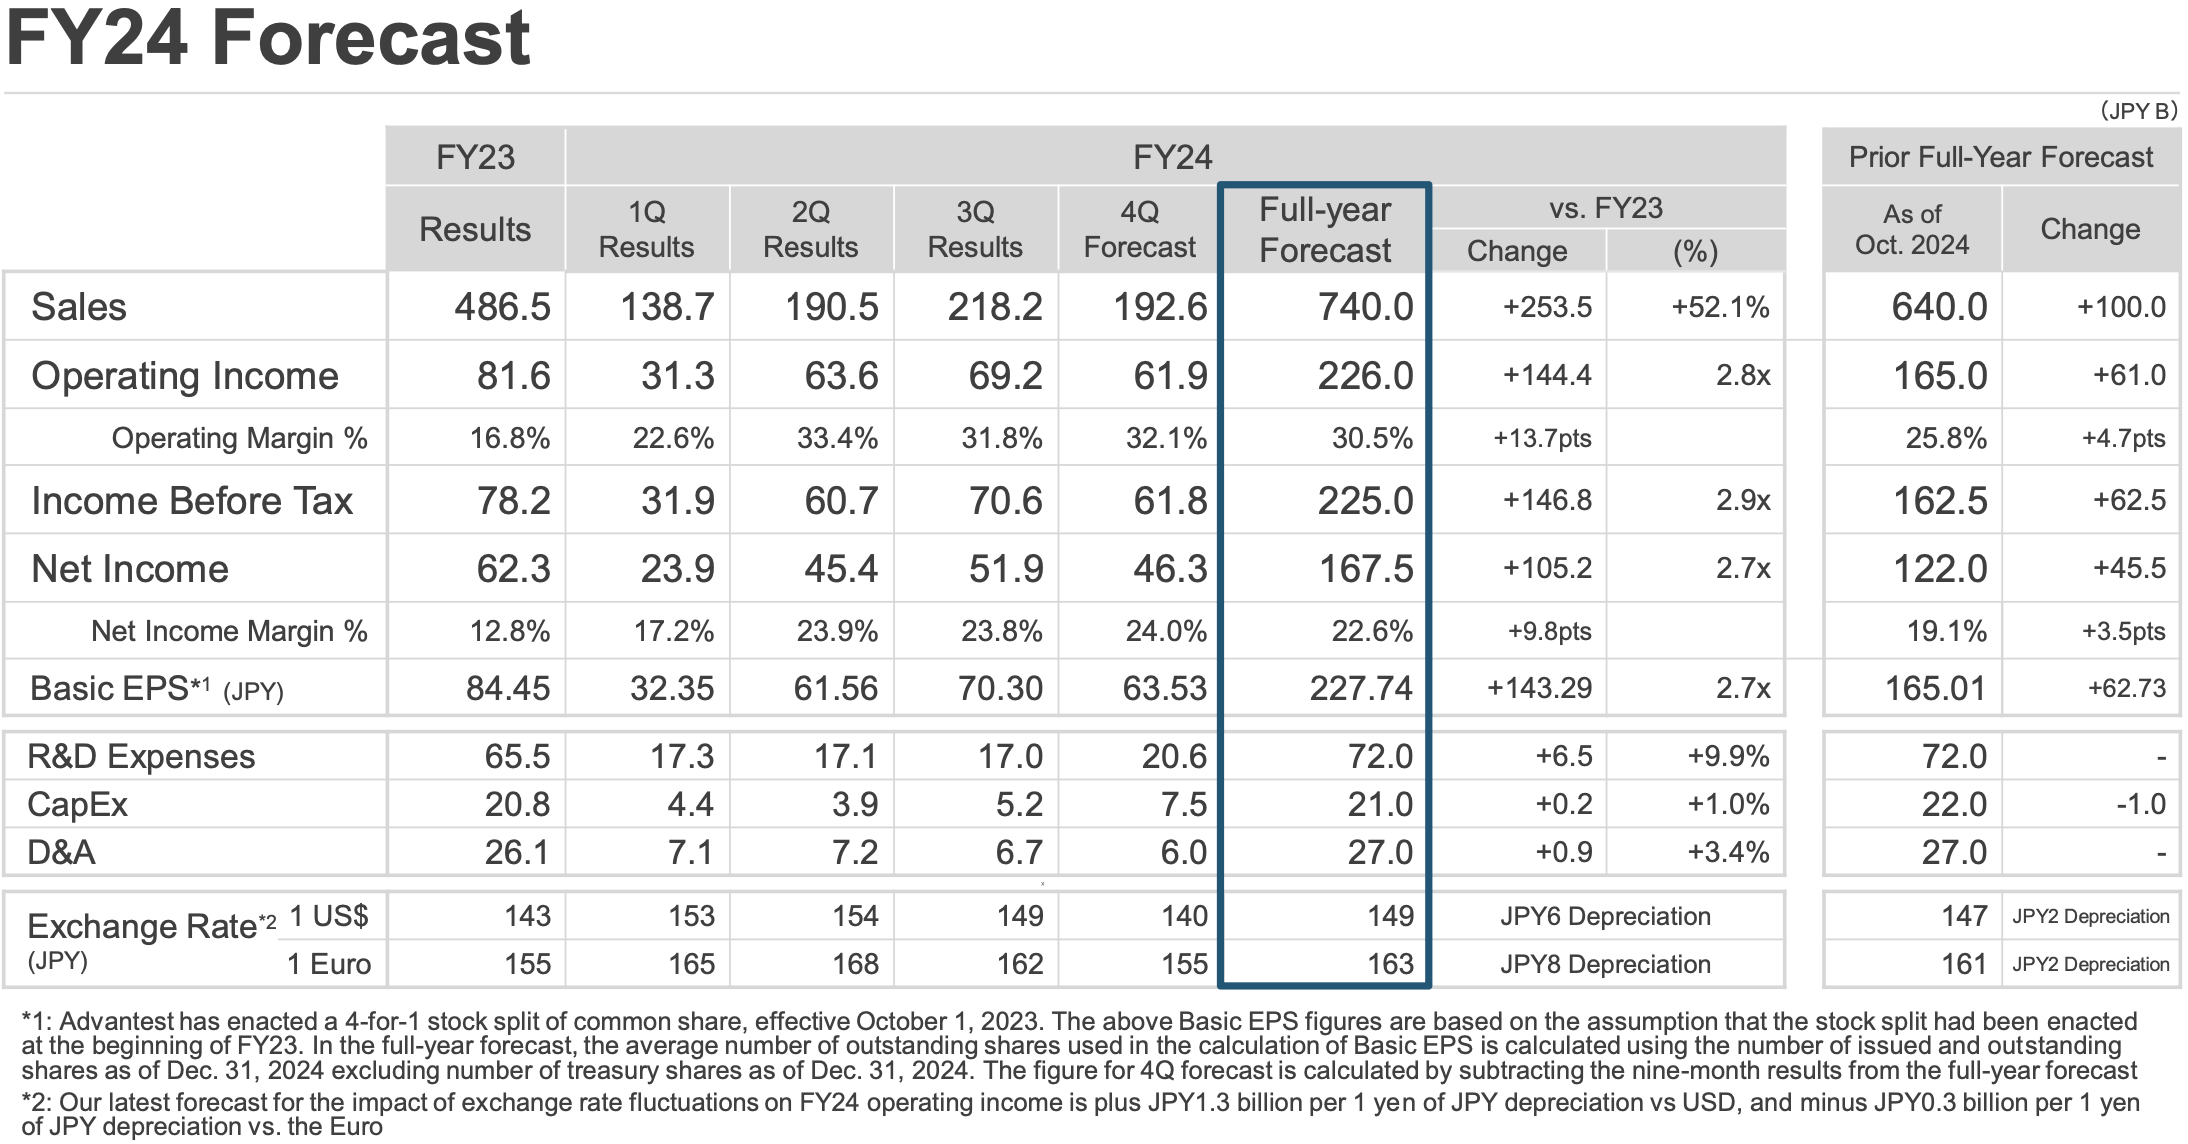 FY24 Forecast
(JPY B)
FY23 FY24 Prior Full-Year Forecast
Results 1Q Results 2Q Results 3Q Results 4Q Forecast Full-year Forecast vs. FY23 Change (%) As of Oct. 2024 Change
Sales 486.5 138.7 190.5 218.2 192.6 740.0 +253.5 +52.1% 640.0 +100.0
Operating Income 81.6 31.3 63.6 69.2 61.9 226.0 +144.4 2.8x 165.0 +61.0
Operating Margin % 16.8% 22.6% 33.4% 31.8% 32.1% 30.5% +13.7pts 25.8% +4.7pts
Income Before Tax 78.2 31.9 60.7 70.6 61.8 225.0 +146.8 2.9x 162.5 +62.5
Net Income 62.3 23.9 45.4 51.9 46.3 167.5 +105.2 2.7x 122.0 +45.5
Net Income Margin % 12.8% 17.2% 23.9% 23.8% 24.0% 22.6% +9.8pts 19.1% +3.5pts
Basic EPS*1 (JPY) 84.45 32.35 61.56 70.30 63.53 227.74 +143.29 2.7x 165.01 +62.73
R&D Expenses 65.5 17.3 17.1 17.0 20.6 72.0 +6.5 +9.9% 72.0 -
CapEx 20.8 4.4 3.9 5.2 7.5 21.0 +0.2 +1.0% 22.0 -1.0
D&A 26.1 7.1 7.2 6.7 6.0 27.0 +0.9 +3.4% 27.0 -
x
Exchange Rate*2 (JPY) 1 US$ 143 153 154 149 140 149 JPY6 Depreciation 147 JPY2 Depreciation
1 Euro 155 165 168 162 155 163 JPY8 Depreciation 161 JPY2 Depreciation
*1: Advantest has enacted a 4-for-1 stock split of common share, effective October 1, 2023. The above Basic EPS figures are based on the assumption that the stock split had been enacted
at the beginning of FY23. In the full-year forecast, the average number of outstanding shares used in the calculation of Basic EPS is calculated using the number of issued and outstanding
shares as of Dec. 31, 2024 excluding number of treasury shares as of Dec. 31, 2024. The figure for 4Q forecast is calculated by subtracting the nine-month results from the full-year forecast
*2: Our latest forecast for the impact of exchange rate fluctuations on FY24 operating income is plus JPY1.3 billion per 1 yen of JPY depreciation vs USD, and minus JPY0.3 billion per 1 yen
of JPY depreciation vs. the Euro